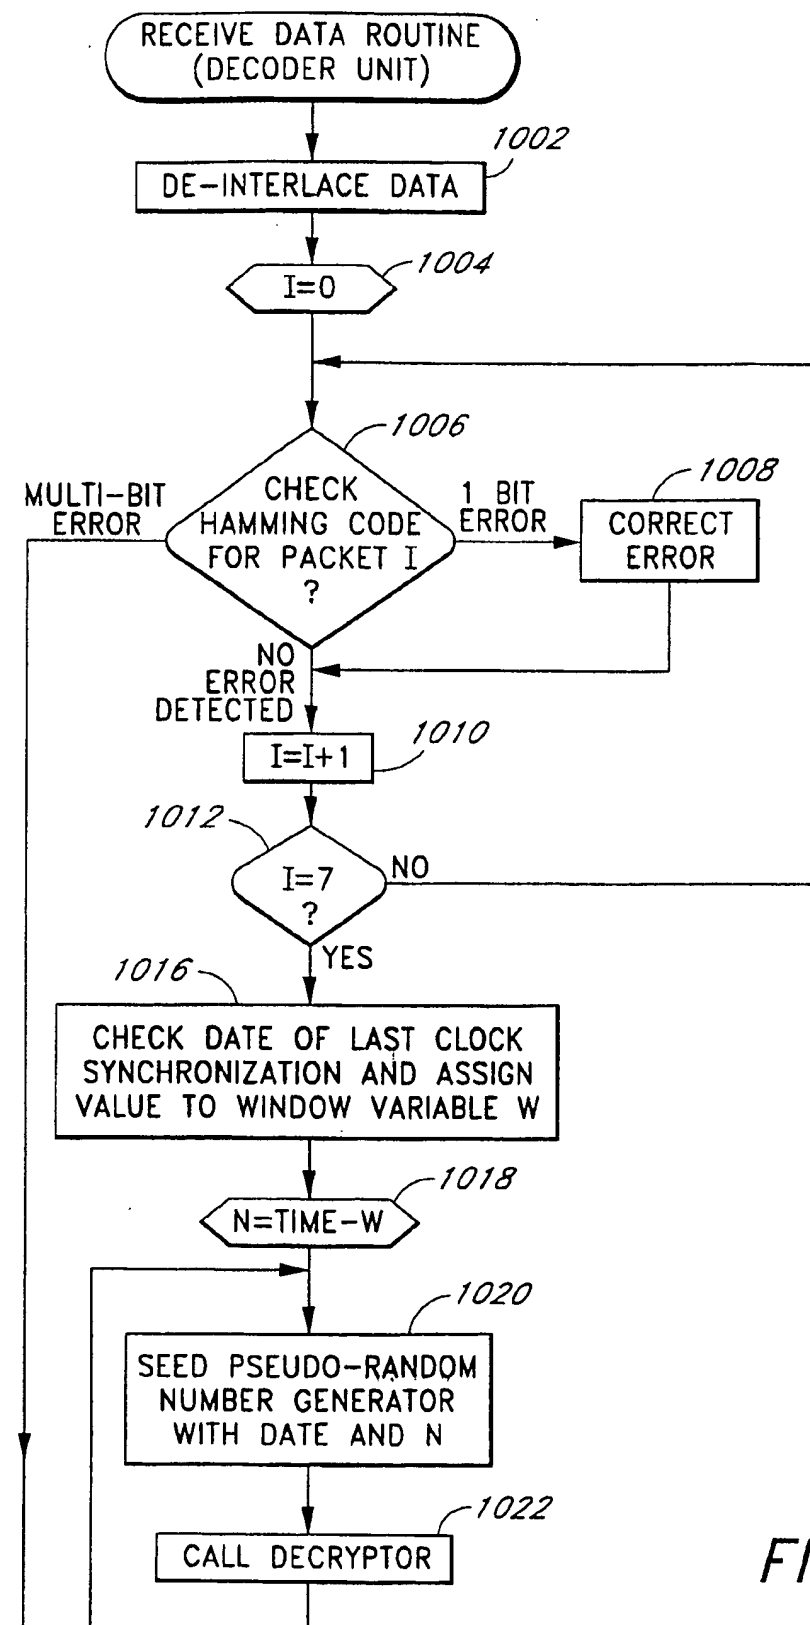 RECEIVE DATA ROUTINE
(DECODER UNIT)
1002
DE-INTERLACE DATA
1004
I=0
1006
MULTI-BIT
ERROR
CHECK
HAMMING CODE
FOR PACKET I
?
1 BIT
ERROR
1008
CORRECT
ERROR
NO
ERROR
DETECTED
1010
I=I+1
1012
I=7
?
NO
YES
1016
CHECK DATE OF LAST CLOCK
SYNCHRONIZATION AND ASSIGN
VALUE TO WINDOW VARIABLE W
1018
N=TIME-W
1020
SEED PSEUDO-RANDOM
NUMBER GENERATOR
WITH DATE AND N
1022
CALL DECRYPTOR